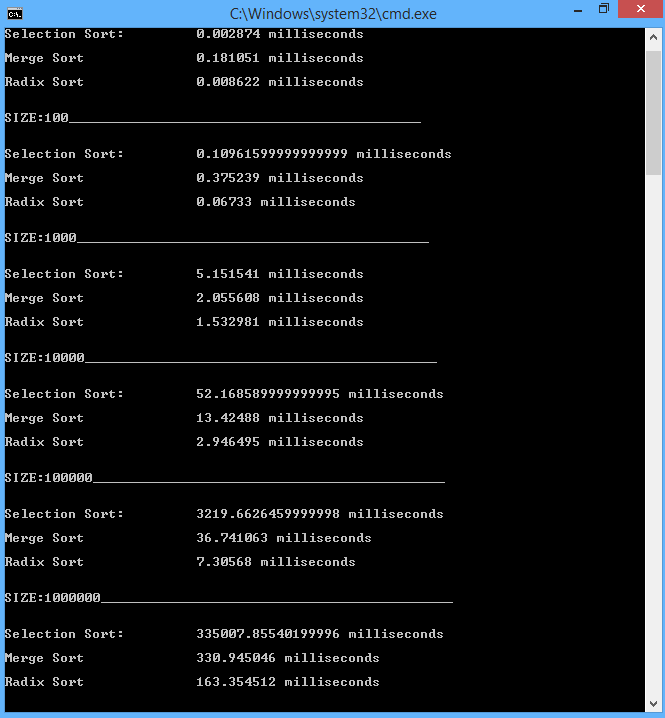 C:\Windows\system32\cmd.exe
Selection Sort: 0.002874 milliseconds
Merge Sort 0.181051 milliseconds
Radix Sort 0.008622 milliseconds
SIZE:100____________________________________________
Selection Sort: 0.10961599999999999 milliseconds
Merge Sort 0.375239 milliseconds
Radix Sort 0.06733 milliseconds
SIZE:1000____________________________________________
Selection Sort: 5.151541 milliseconds
Merge Sort 2.055608 milliseconds
Radix Sort 1.532981 milliseconds
SIZE:10000____________________________________________
Selection Sort: 52.168589999999995 milliseconds
Merge Sort 13.42488 milliseconds
Radix Sort 2.946495 milliseconds
SIZE:100000____________________________________________
Selection Sort: 3219.6626459999998 milliseconds
Merge Sort 36.741063 milliseconds
Radix Sort 7.30568 milliseconds
SIZE:1000000____________________________________________
Selection Sort: 335007.85540199996 milliseconds
Merge Sort 330.945046 milliseconds
Radix Sort 163.354512 milliseconds